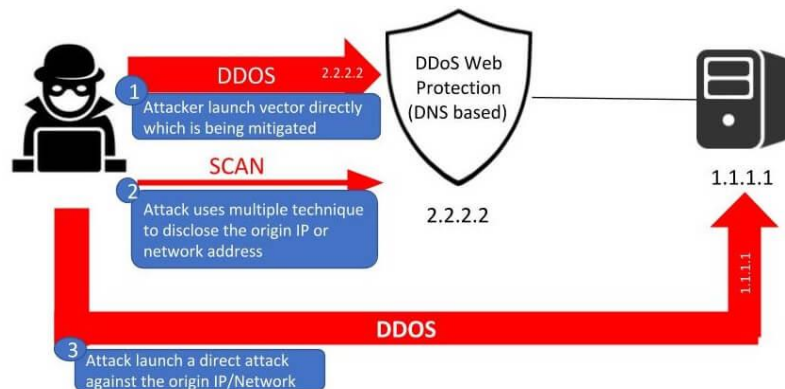 DDOS
2.2.2.2
1
Attacker launch vector directly
which is being mitigated
DDoS Web
Protection
(DNS based)
2.2.2.2
1.1.1.1
SCAN
2
Attack uses multiple technique
to disclose the origin IP or
network address
1.1.1.1
DDOS
3
Attack launch a direct attack
against the origin IP/Network